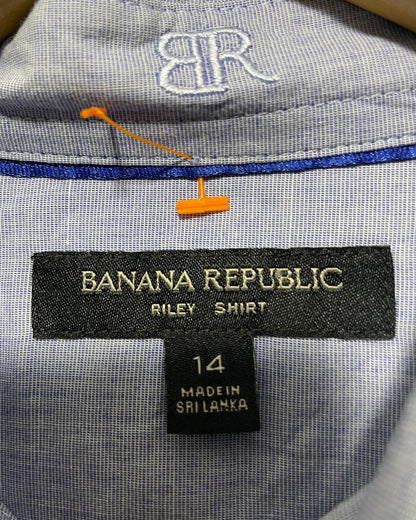 BR
BANANA REPUBLIC
RILEY SHIRT
14
MADE IN
SRI LANKA